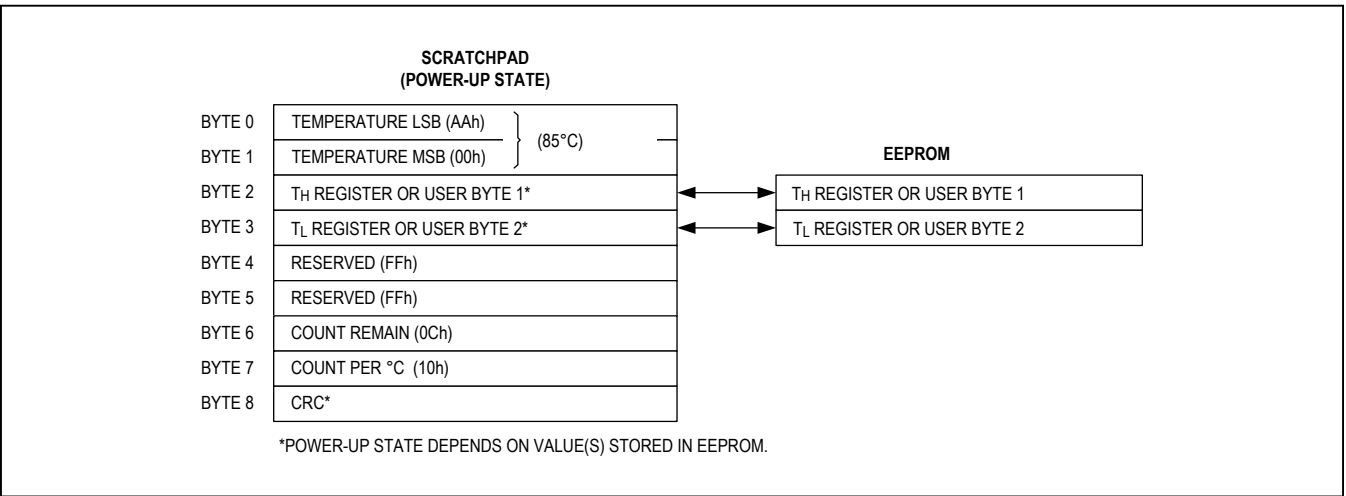 SCRATCHPAD
(POWER-UP STATE)
BYTE 0 TEMPERATURE LSB (AAh)
(85°C)
BYTE 1 TEMPERATURE MSB (00h)
EEPROM
BYTE 2 TH REGISTER OR USER BYTE 1* TH REGISTER OR USER BYTE 1
BYTE 3 TL REGISTER OR USER BYTE 2* TL REGISTER OR USER BYTE 2
BYTE 4 RESERVED (FFh)
BYTE 5 RESERVED (FFh)
BYTE 6 COUNT REMAIN (0Ch)
BYTE 7 COUNT PER °C (10h)
BYTE 8 CRC*
*POWER-UP STATE DEPENDS ON VALUE(S) STORED IN EEPROM.